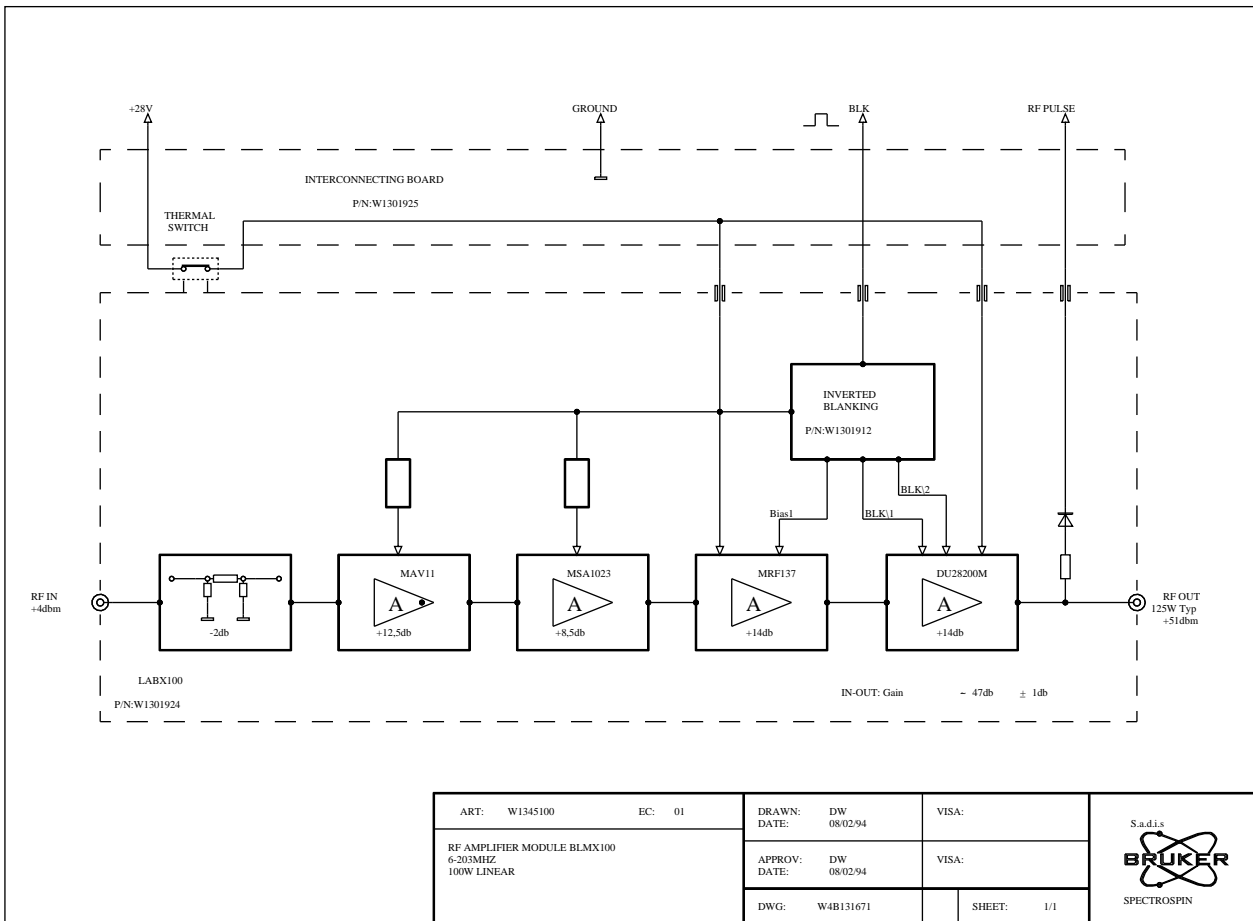 +28V
GROUND
BLK
RF PULSE
INTERCONNECTING BOARD
P/N:W1301925
THERMAL
SWITCH
INVERTED
BLANKING
P/N:W1301912
BLK\2
Bias1
BLK\1
MAV11
MSA1023
MRF137
DU28200M
RF IN
+4dbm
A
A
A
A
RF OUT
125W Typ
+51dbm
-2db
+12,5db
+8,5db
+14db
+14db
LABX100
P/N:W1301924
IN-OUT: Gain ~ 47db ± 1db
ART: W1345100 EC: 01
RF AMPLIFIER MODULE BLMX100
6-203MHZ
100W LINEAR
DRAWN: DW
DATE: 08/02/94
VISA:
APPROV: DW
DATE: 08/02/94
VISA:
DWG: W4B131671
SHEET: 1/1
S.a.d.i.s
BRUKER
SPECTROSPIN